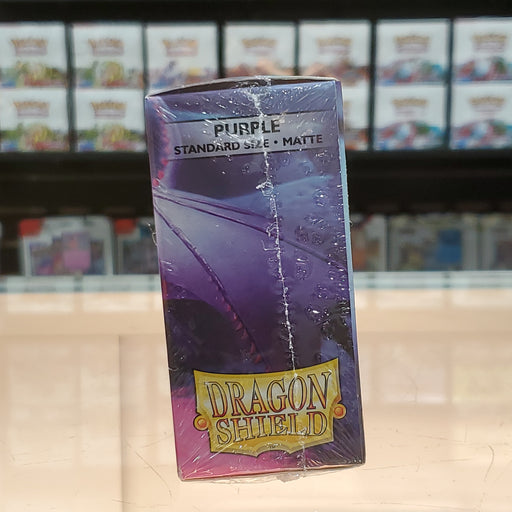 PURPLE
STANDARD SIZE • MATTE
DRAGON
SHIELD